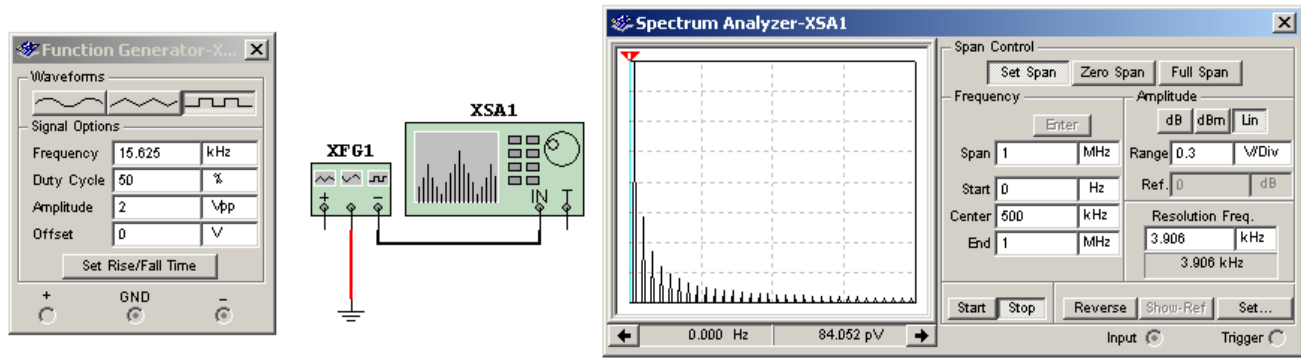 Function Generator-X...
Waveforms
Signal Options
Frequency 15.625 kHz
Duty Cycle 50 %
Amplitude 2 Vpp
Offset 0 V
Set Rise/Fall Time
+ GND −
XFG1
+ −
XSA1
IN T
Spectrum Analyzer-XSA1
Span Control
Set Span Zero Span Full Span
Frequency
Enter
Span 1 MHz
Start 0 Hz
Center 500 kHz
End 1 MHz
Amplitude
dB dBm Lin
Range 0.3 V/Div
Ref. 0 dB
Resolution Freq.
3.906 kHz
3.906 kHz
Start Stop Reverse Show-Ref Set...
0.000 Hz 84.052 pV
Input Trigger